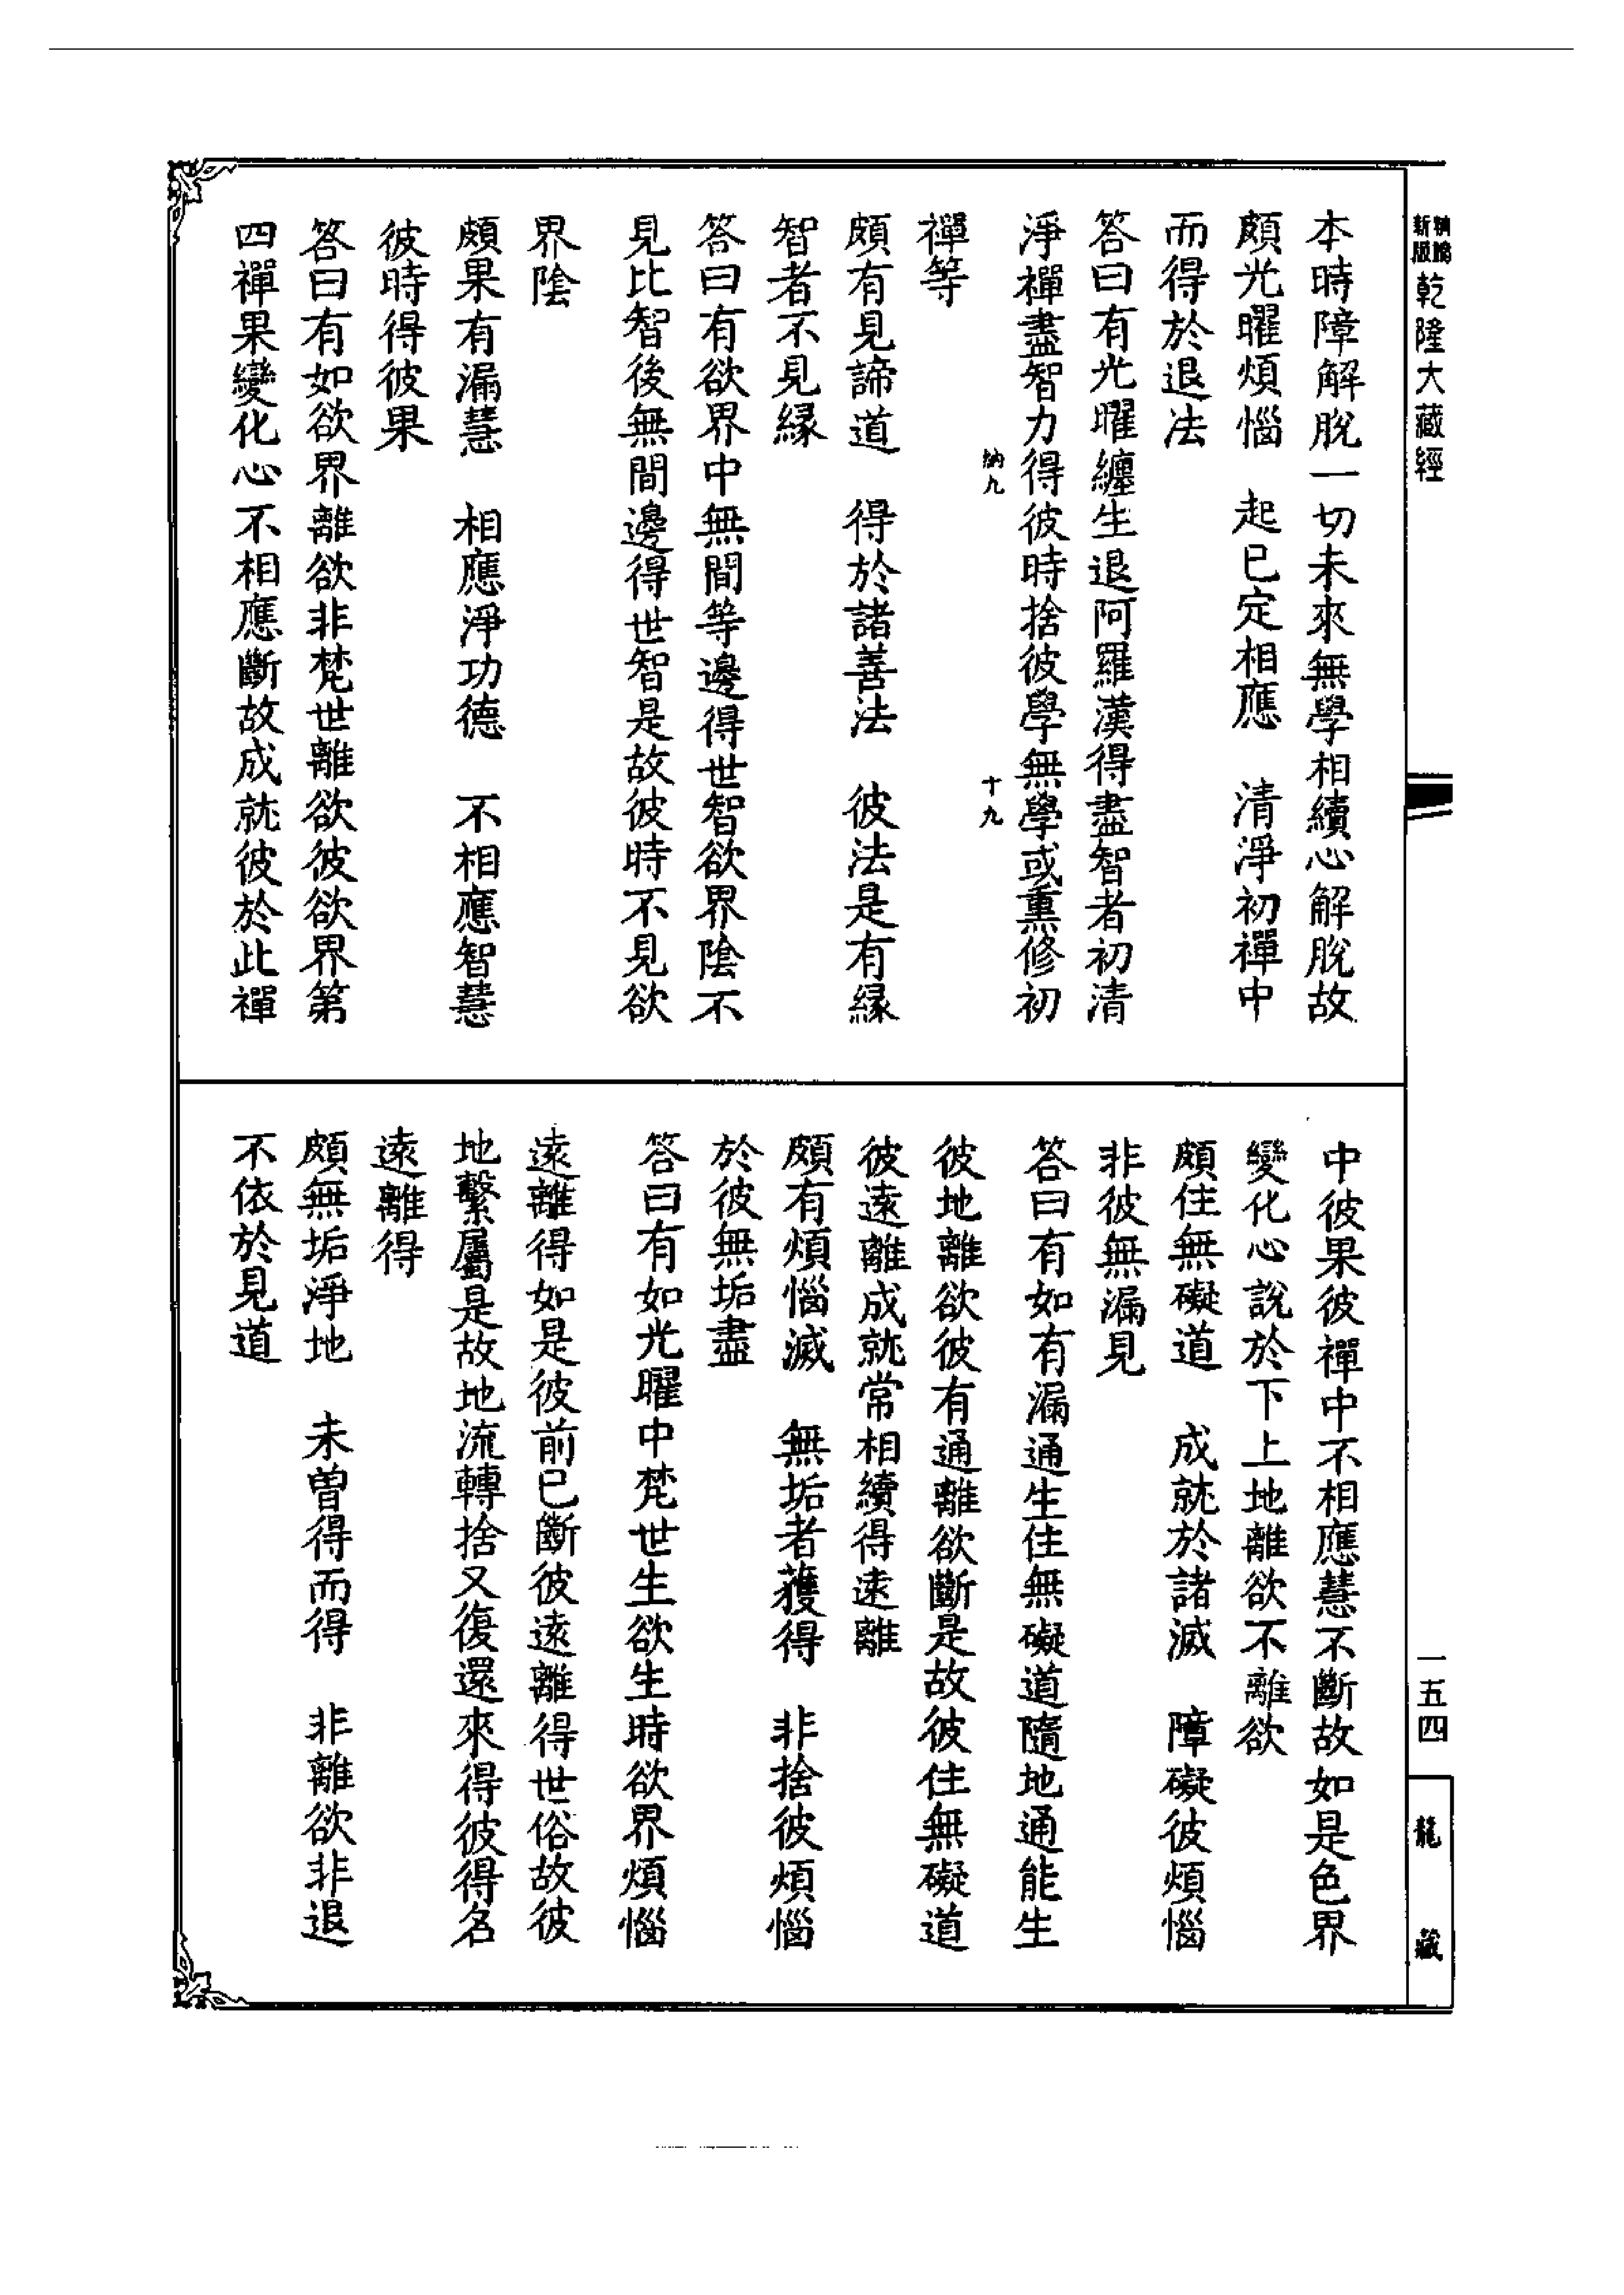 新版
精縮
乾隆大藏經
一五四
龍藏
本時障解脫一切未來無學相續心解脫故
頗光曜煩惱　起已定相應　清淨初禪中
而得於退法
答曰有光曜纏生退阿羅漢得盡智者初清
淨禪盡智力得彼時捨彼學無學或熏修初
納九　十九
禪等
頗有見諦道　得於諸善法　彼法是有緣
智者不見緣
答曰有欲界中無間等邊得世智欲界陰不
見比智後無間邊得世智是故彼時不見欲
界陰
頗果有漏慧　相應淨功德　不相應智慧
彼時得彼果
答曰有如欲界離欲非梵世離欲彼欲界第
四禪果變化心不相應斷故成就彼於此禪
中彼果彼禪中不相應慧不斷故如是色界
變化心說於下上地離欲不離欲
頗住無礙道　成就於諸滅　障礙彼煩惱
非彼無漏見
答曰有如有漏通生住無礙道隨地通能生
彼地離欲彼有通離欲斷是故彼住無礙道
彼遠離成就常相續得遠離
頗有煩惱滅　無垢者獲得　非捨彼煩惱
於彼無垢盡
答曰有如光曜中梵世生欲生時欲界煩惱
遠離得如是彼前已斷彼遠離得世俗故彼
地繫屬是故地流轉捨又復還來得彼得名
遠離得
頗無垢淨地　未曾得而得　非離欲非退
不依於見道